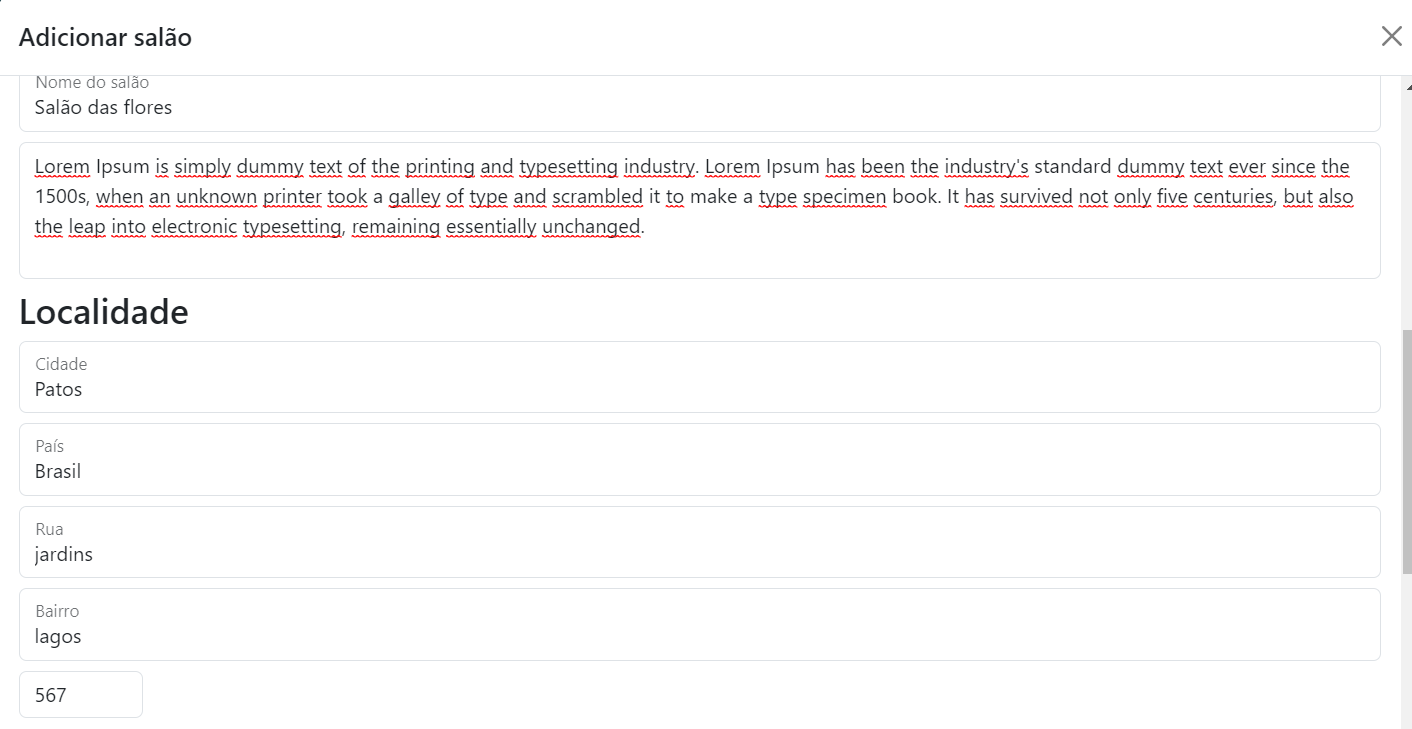 Adicionar salão
Nome do salão
Salão das flores
Lorem Ipsum is simply dummy text of the printing and typesetting industry. Lorem Ipsum has been the industry's standard dummy text ever since the
1500s, when an unknown printer took a galley of type and scrambled it to make a type specimen book. It has survived not only five centuries, but also
the leap into electronic typesetting, remaining essentially unchanged.
Localidade
Cidade
Patos
País
Brasil
Rua
jardins
Bairro
lagos
567